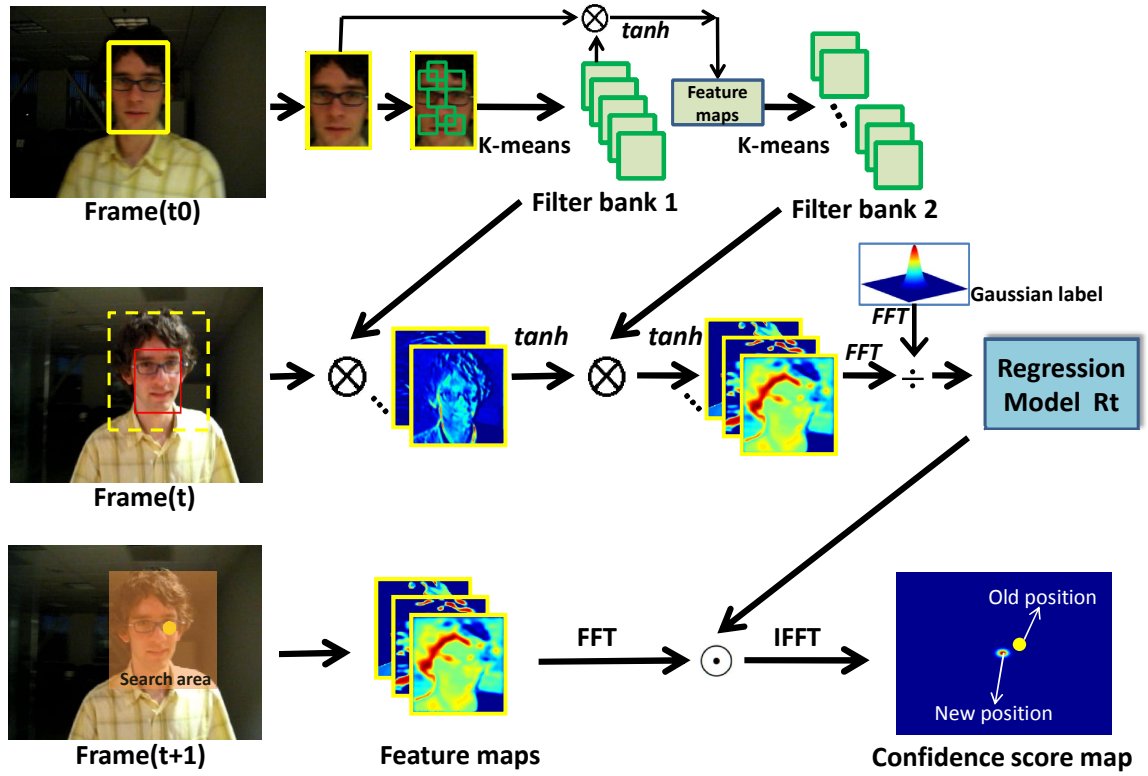 tanh
Feature
maps
K-means
K-means
Frame(t0)
Filter bank 1
Filter bank 2
Gaussian label
FFT
tanh
tanh
FFT
÷
Regression
Model Rt
Frame(t)
Search area
FFT
IFFT
Old position
New position
Frame(t+1)
Feature maps
Confidence score map